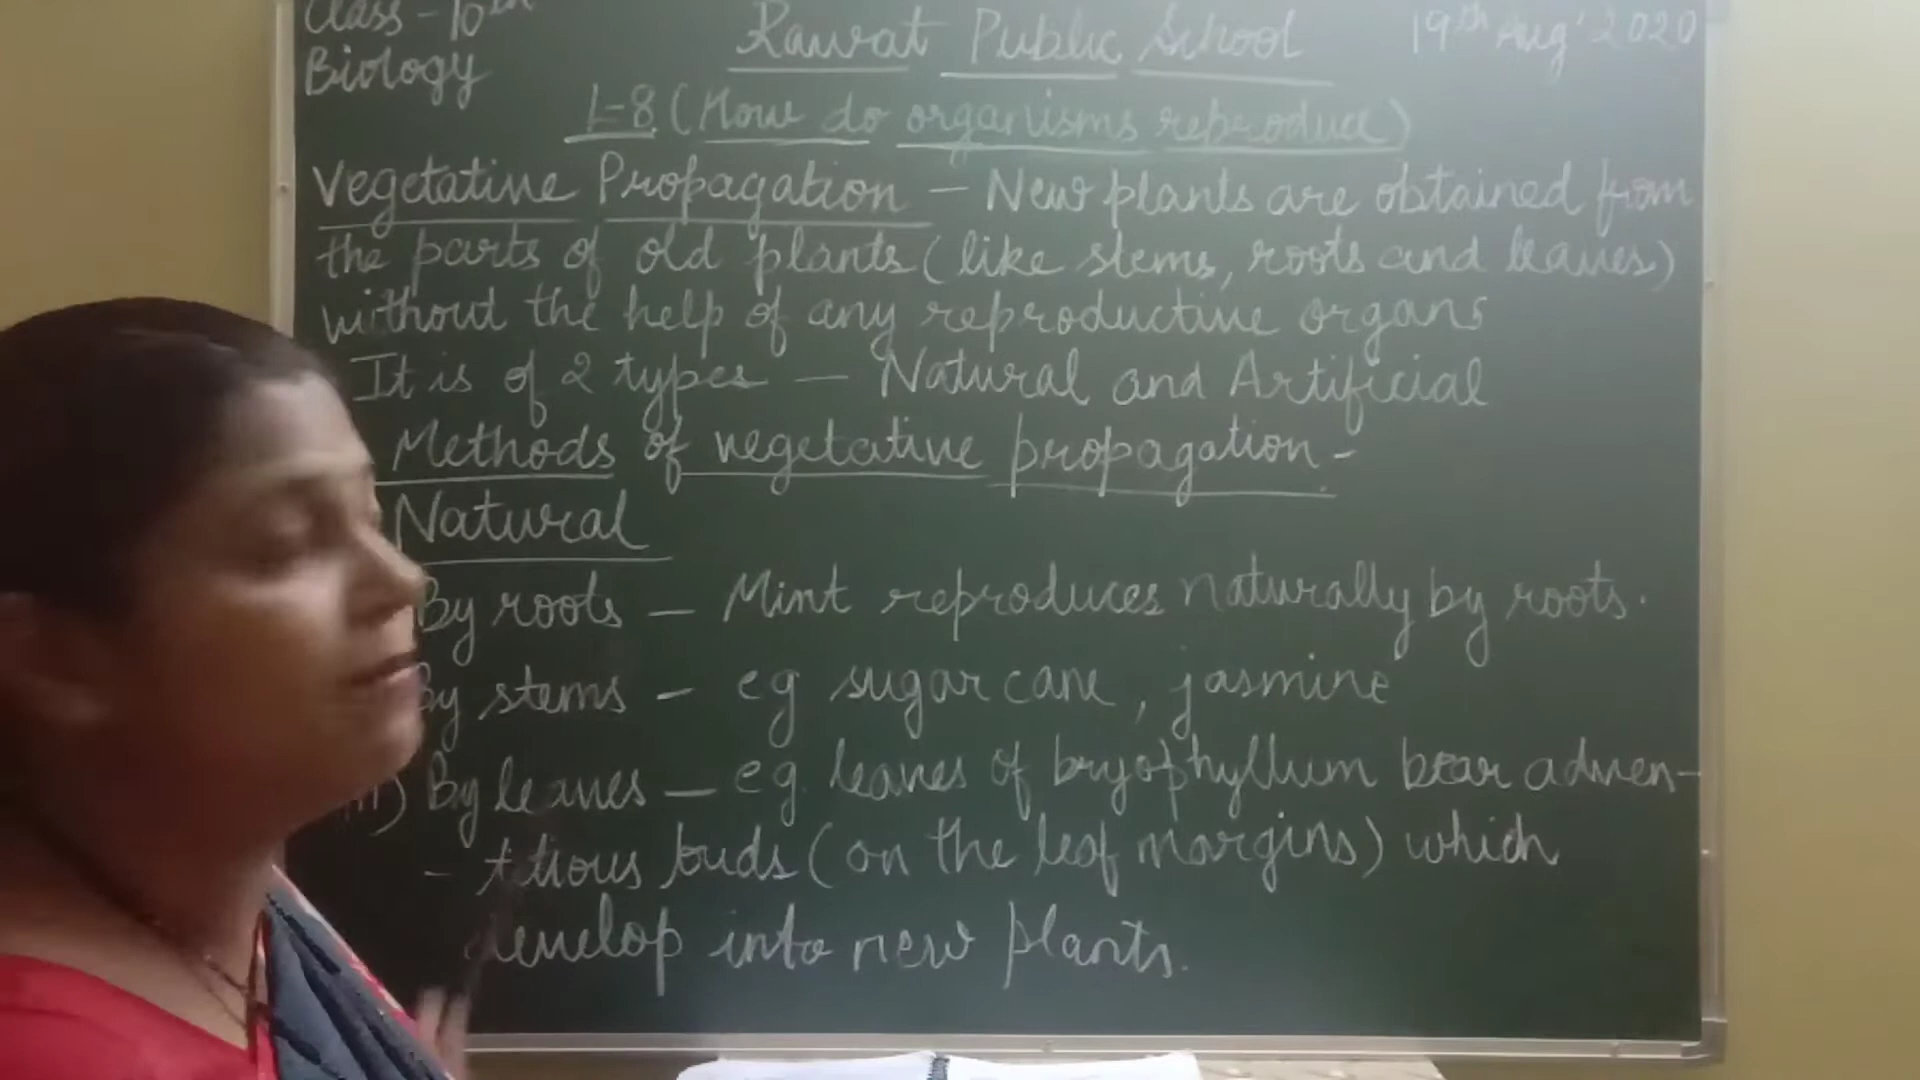 Class - 10th
Biology
Rawat Public School
19th Aug' 2020
L-8 (How do organisms reproduce)
Vegetative Propagation - New plants are obtained from
the parts of old plants (like stems, roots and leaves)
without the help of any reproductive organs
It is of 2 types - Natural and Artificial
Methods of vegetative propagation -
Natural
By roots - Mint reproduces naturally by roots.
By stems - eg sugarcane, jasmine
iii) By leaves - eg. leaves of bryophyllum bear adven-
- titious buds (on the leaf margins) which
develop into new plants.